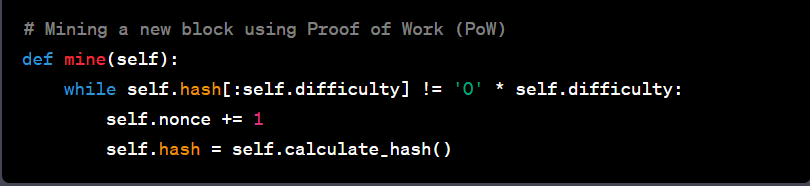 # Mining a new block using Proof of Work (PoW)
def mine(self):
    while self.hash[:self.difficulty] != '0' * self.difficulty:
        self.nonce += 1
        self.hash = self.calculate_hash()